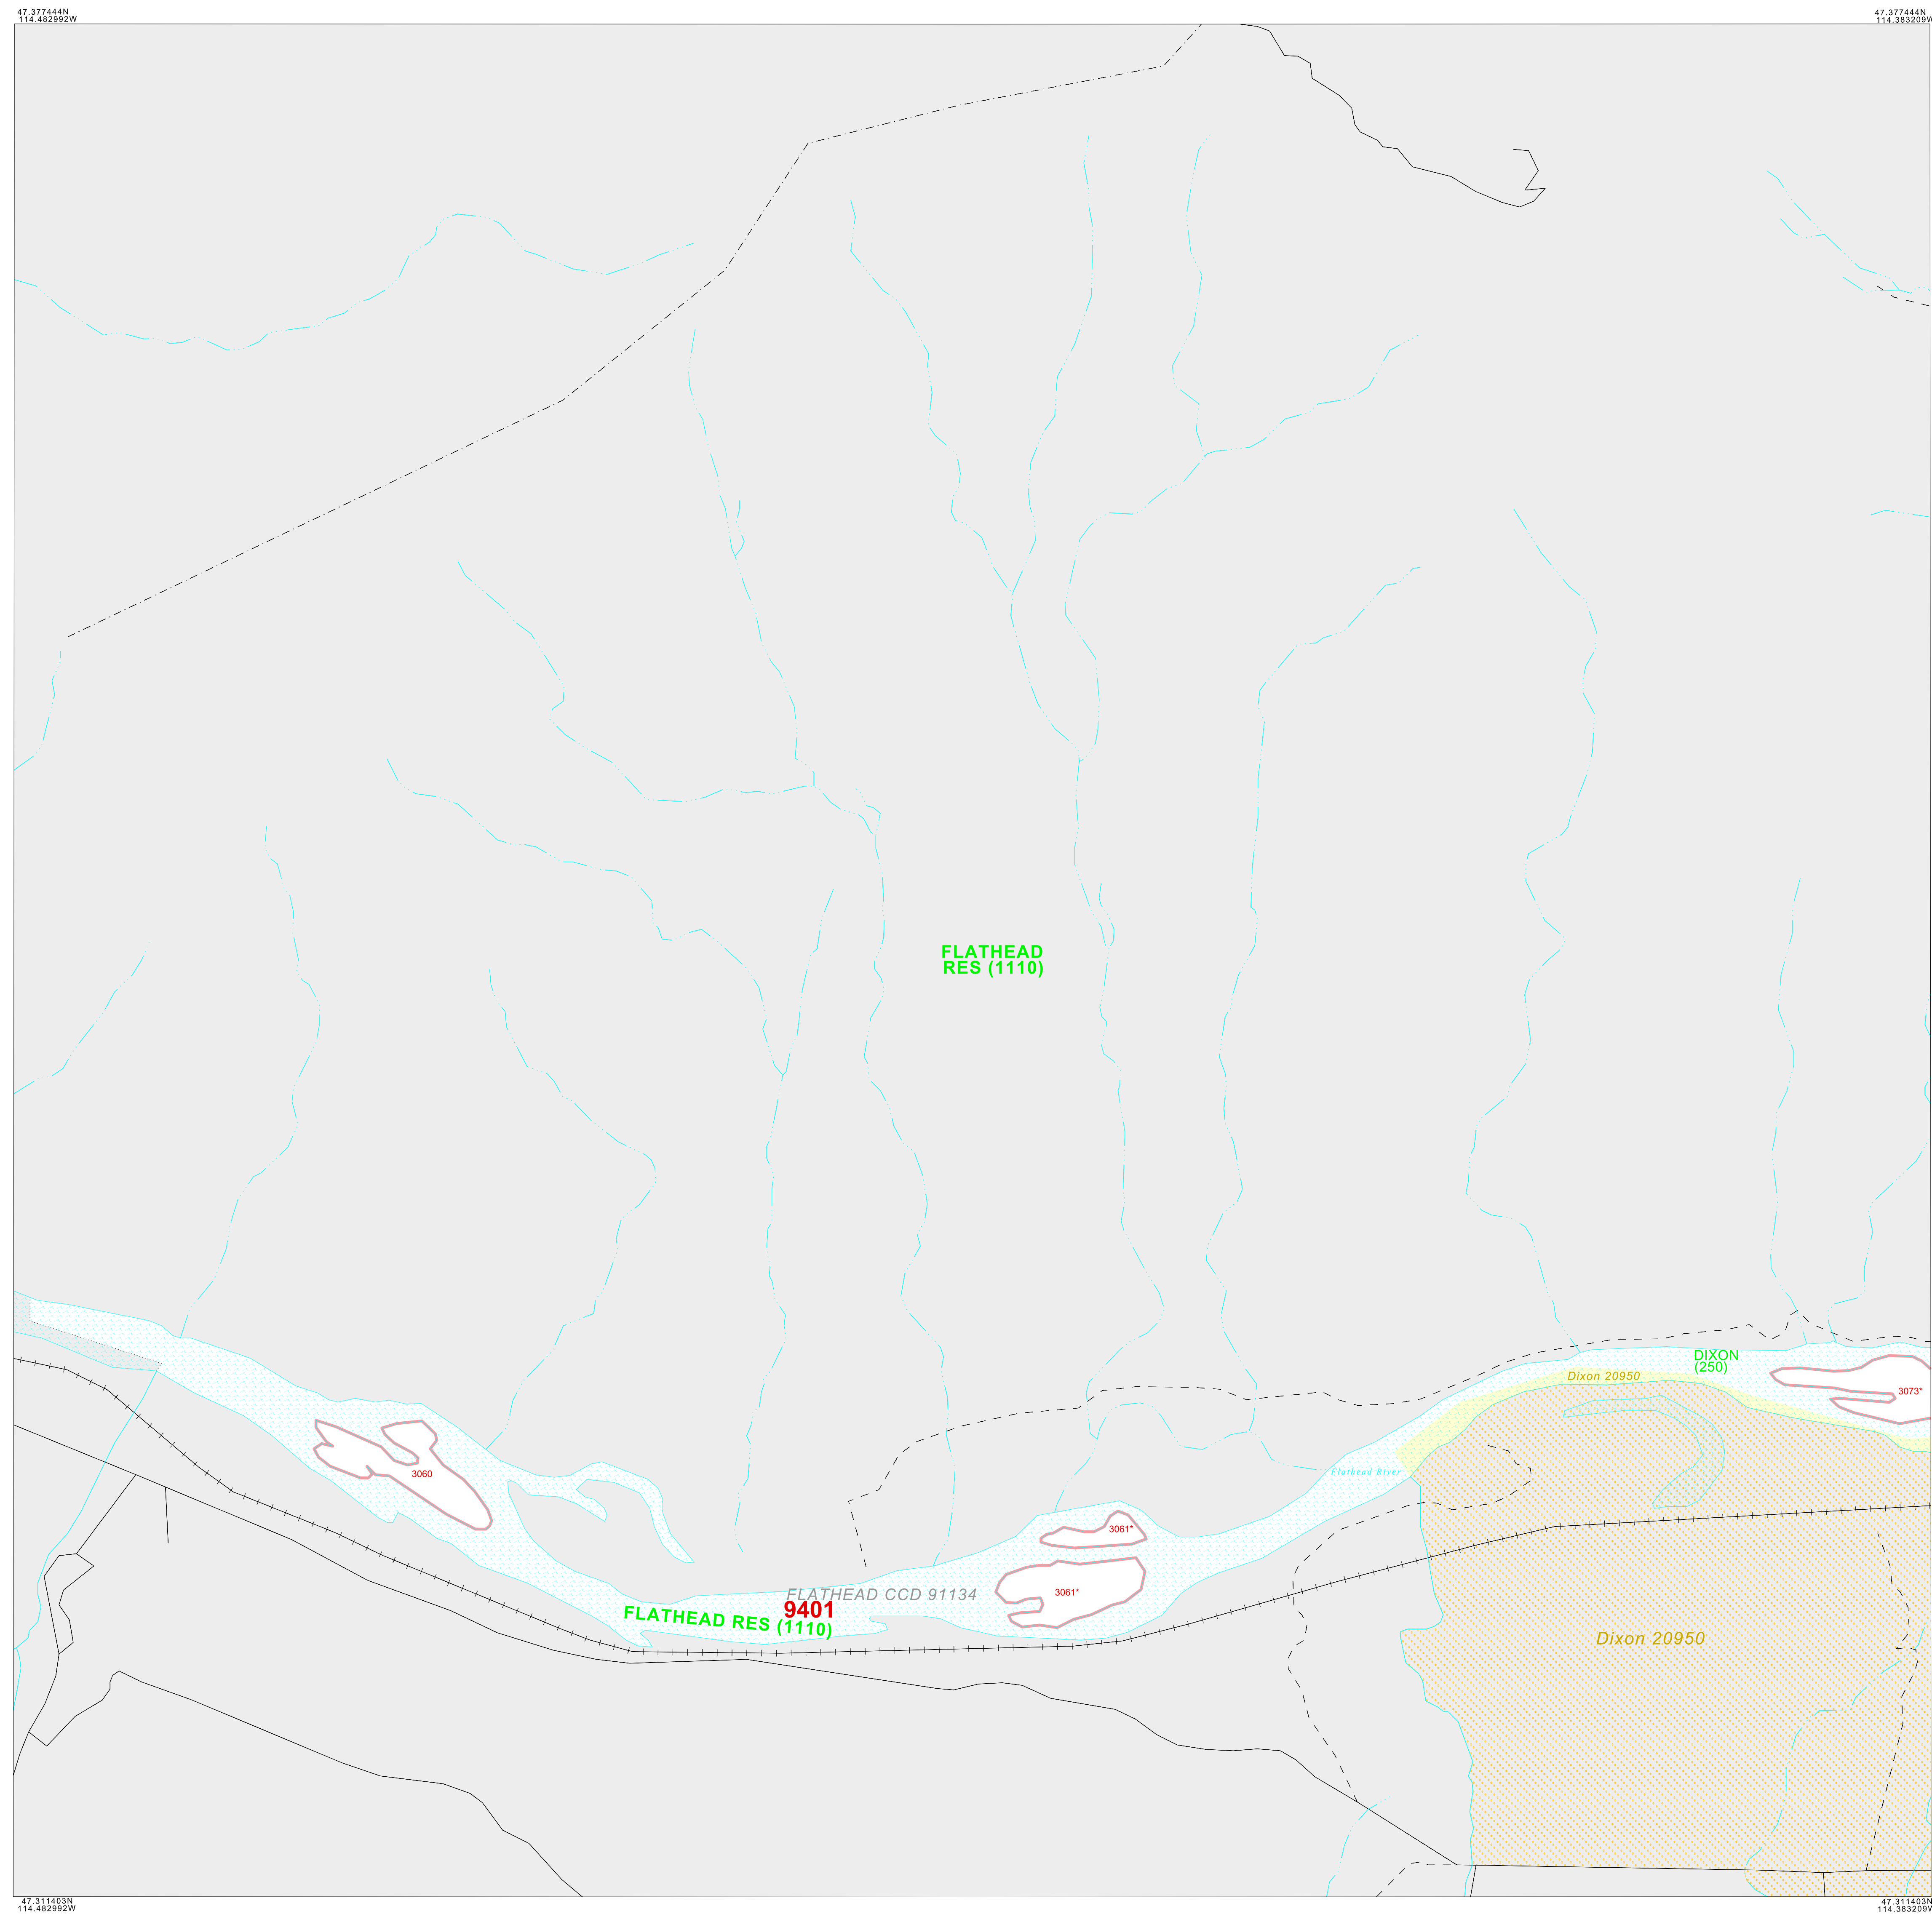 47.377444N
114.482992W
47.377444N
114.383209W
FLATHEAD
RES (1110)
DIXON
(250)
Dixon 20950
3073*
Flathead River
3060
3061*
3061*
FLATHEAD CCD 91134
9401
FLATHEAD RES (1110)
Dixon 20950
47.311403N
114.482992W
47.311403N
114.383209W